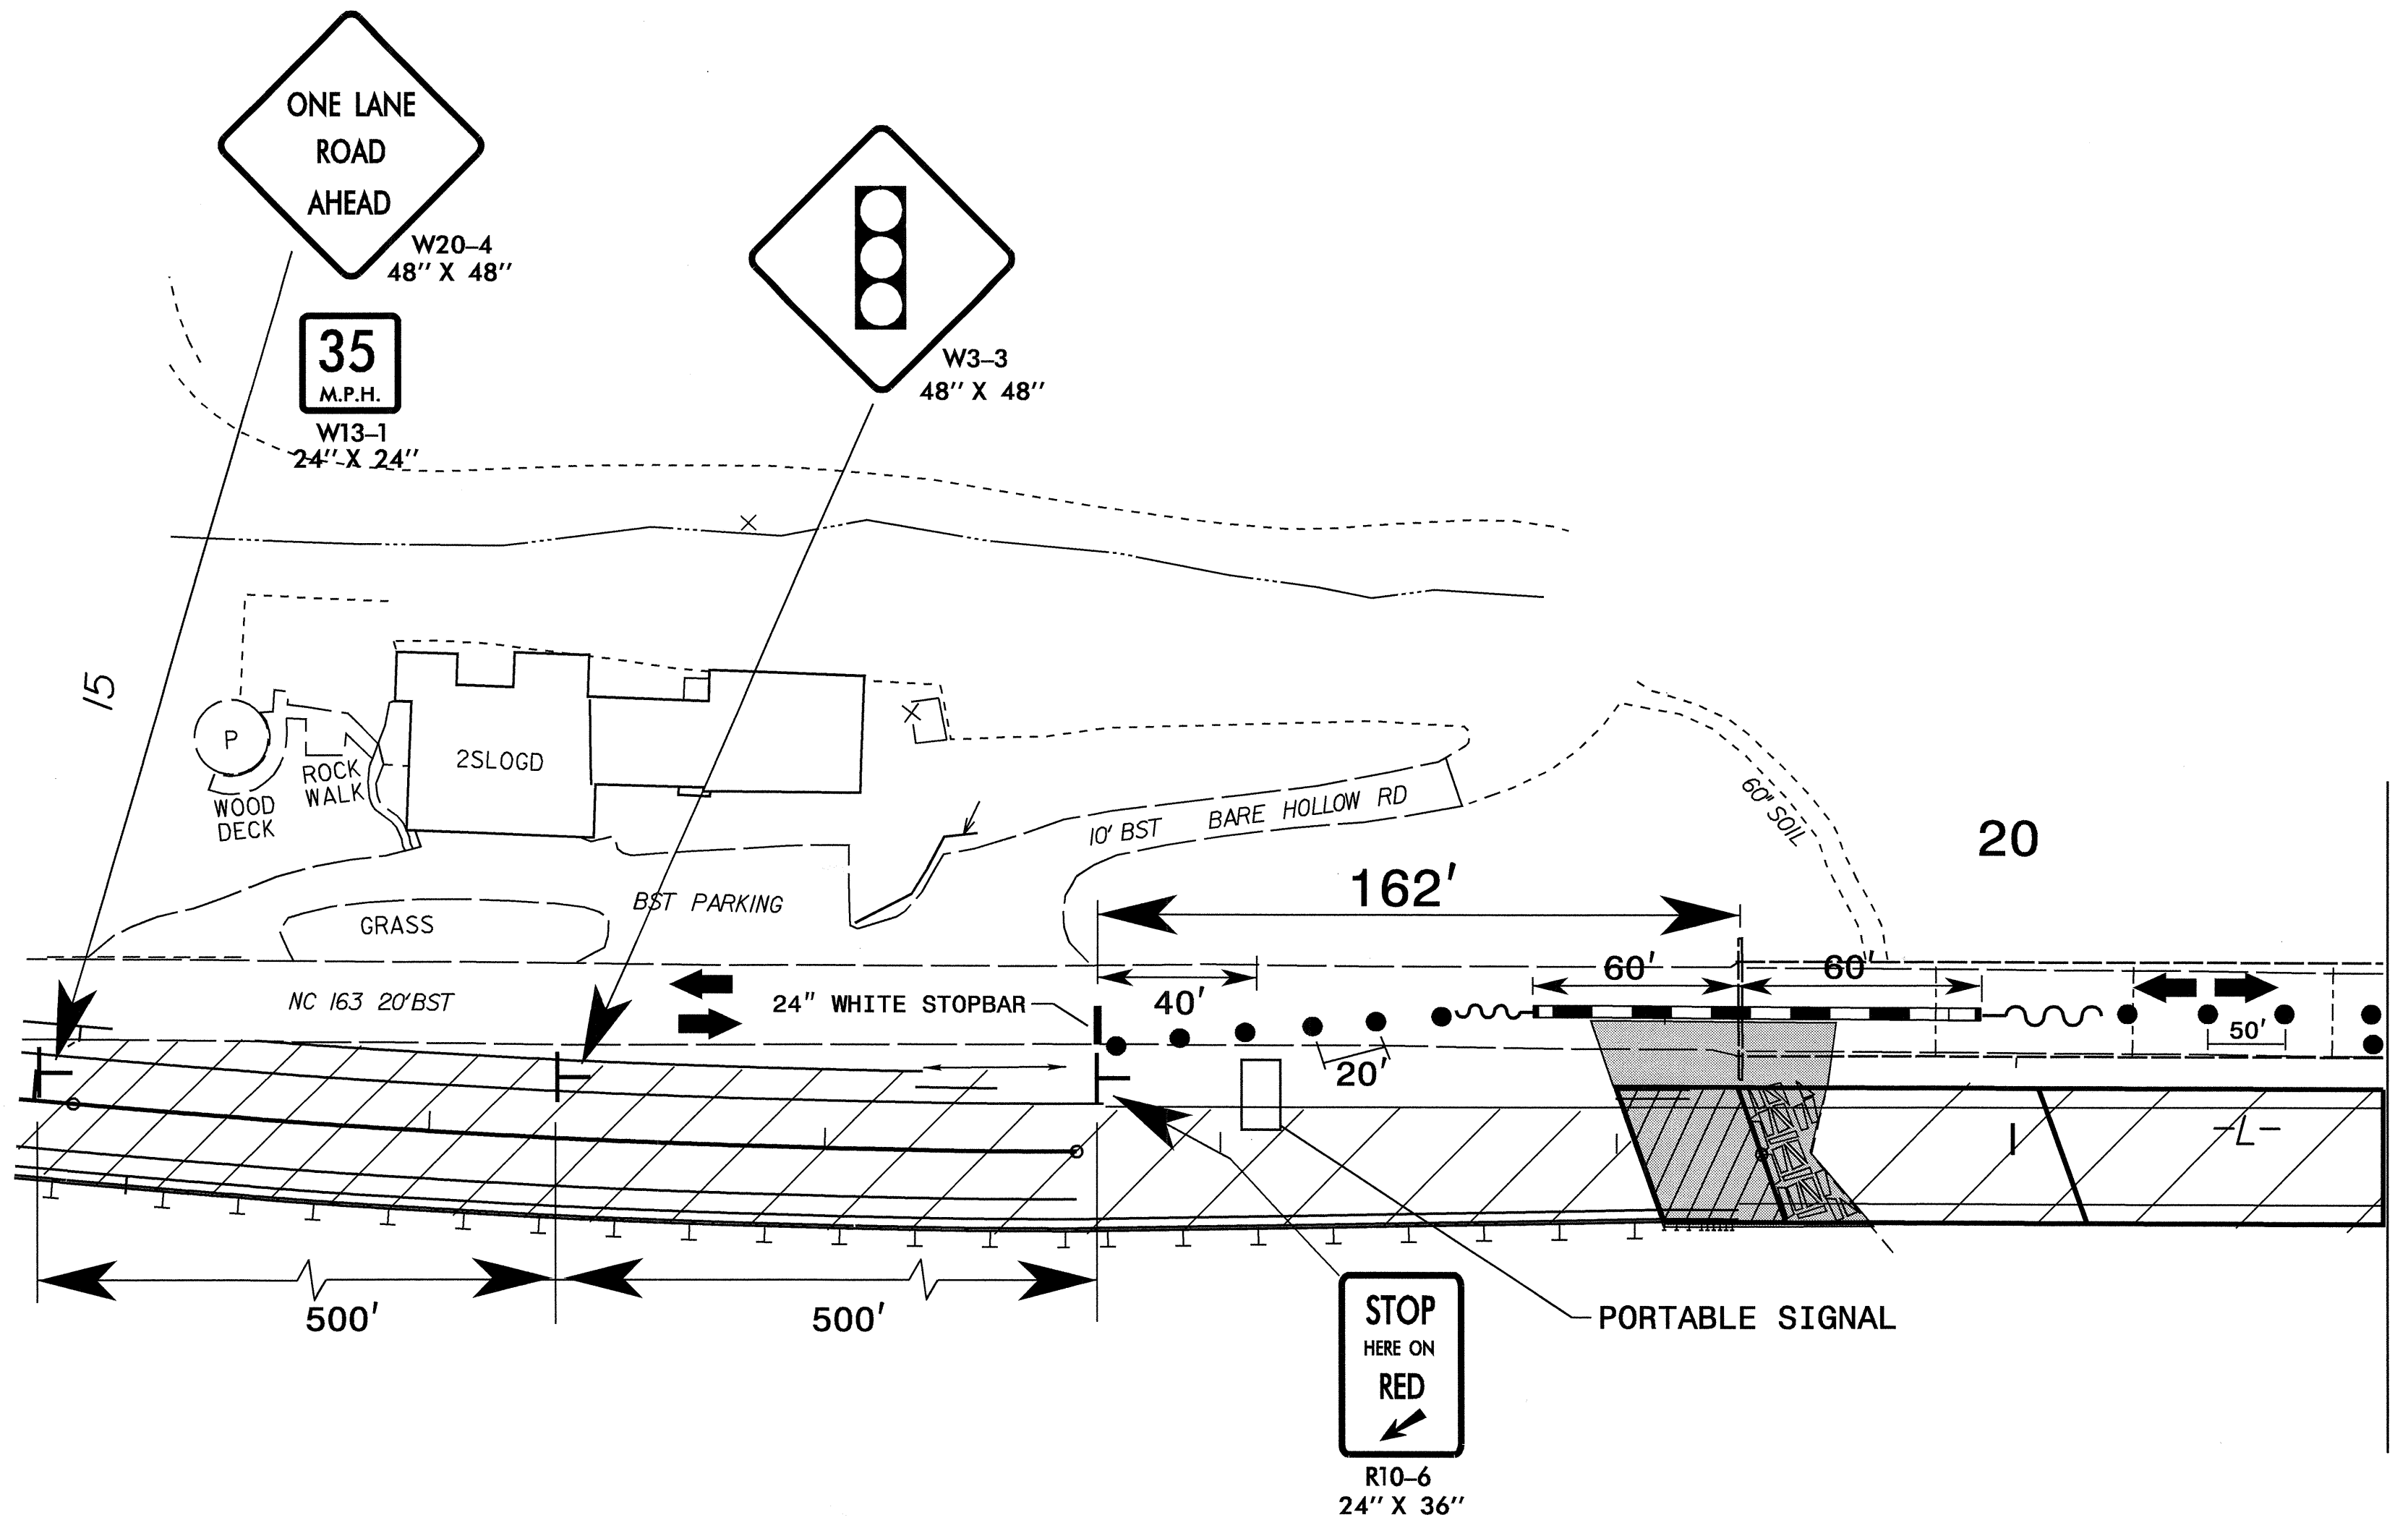 ONE LANE
ROAD
AHEAD
W20-4
48" X 48"
35
M.P.H.
W13-1
24" X 24"
W3-3
48" X 48"
15
P
WOOD
DECK
ROCK
WALK
2SLOGD
GRASS
BST PARKING
10' BST BARE HOLLOW RD
60" SOIL
20
162'
60'
60'
40'
NC 163 20'BST
24" WHITE STOPBAR
20'
50'
-L-
500'
500'
STOP
HERE ON
RED
R10-6
24" X 36"
PORTABLE SIGNAL